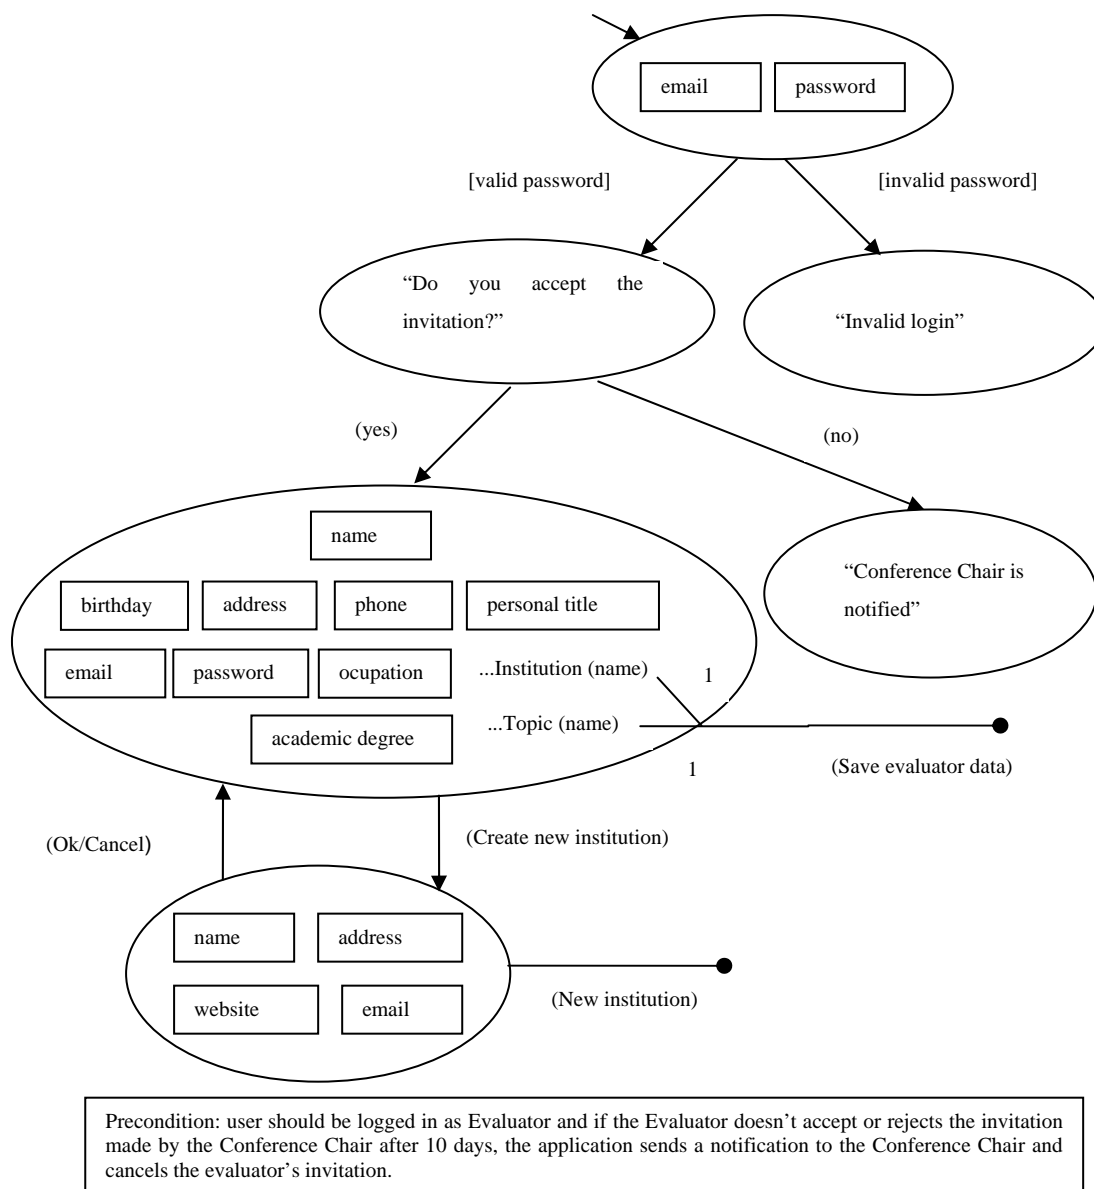 email password
[valid password] [invalid password]
“Do you accept the
invitation?”
“Invalid login”
(yes)
(no)
name
“Conference Chair is
notified”
birthday address phone personal title
email password ocupation ...Institution (name) 1
...Topic (name)
academic degree
1
(Save evaluator data)
(Ok/Cancel)
(Create new institution)
name address
website email
(New institution)
Precondition: user should be logged in as Evaluator and if the Evaluator doesn’t accept or rejects the invitation
made by the Conference Chair after 10 days, the application sends a notification to the Conference Chair and
cancels the evaluator’s invitation.